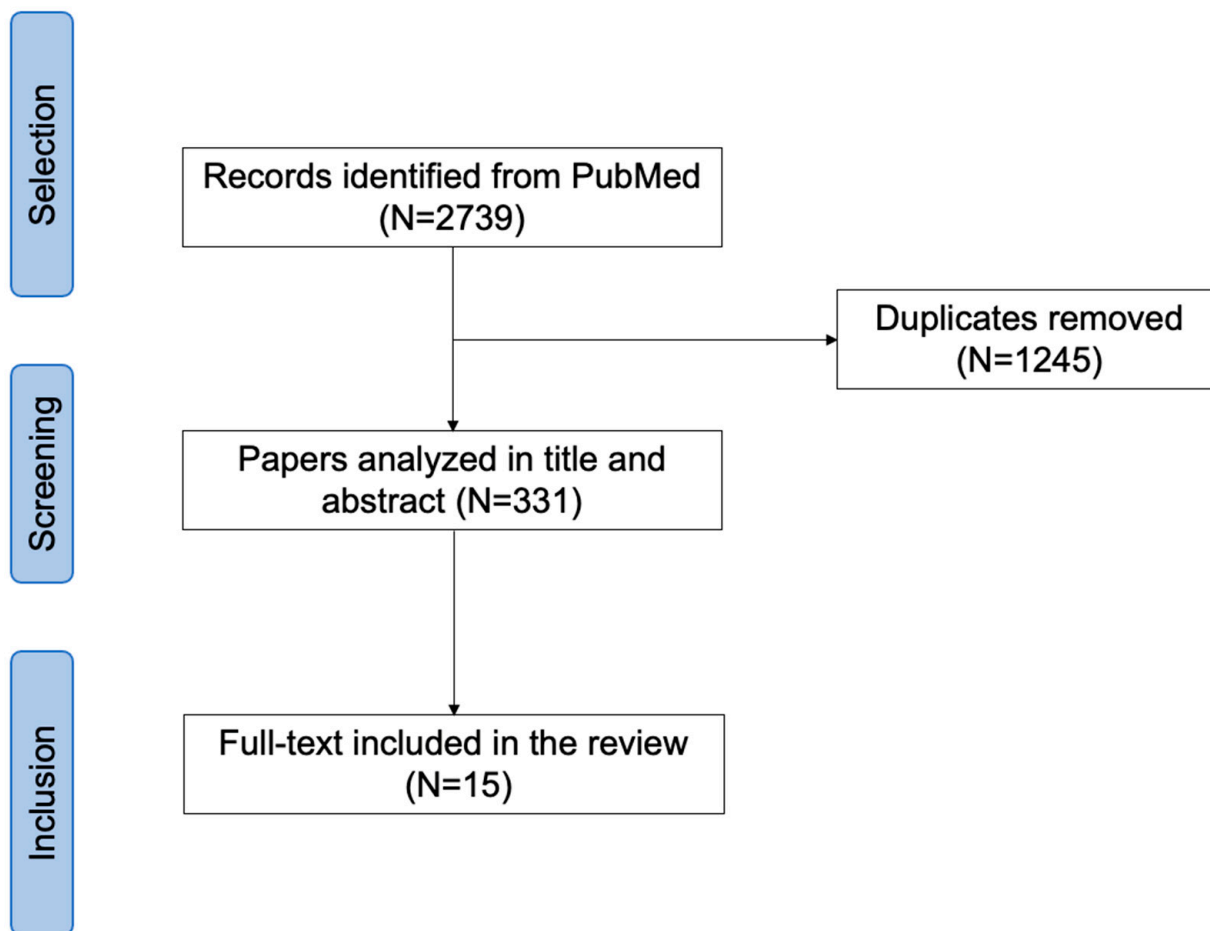 Selection
Records identified from PubMed
(N=2739)
Duplicates removed
(N=1245)
Screening
Papers analyzed in title and
abstract (N=331)
Inclusion
Full-text included in the review
(N=15)